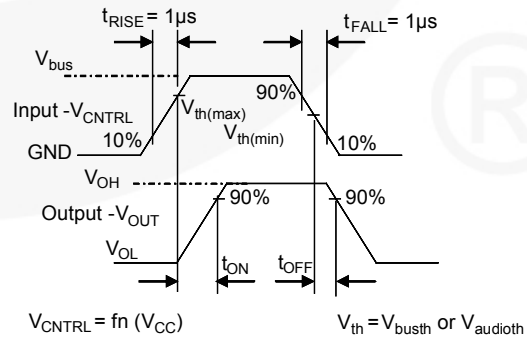 tRISE= 1µs
tFALL= 1µs
Vbus
90%
Input -VCNTRL
Vth(max)
Vth(min)
10%
10%
GND
VOH
90%
90%
Output -VOUT
VOL
tON
tOFF
VCNTRL = fn (VCC)
Vth = Vbusth or Vaudioth
®